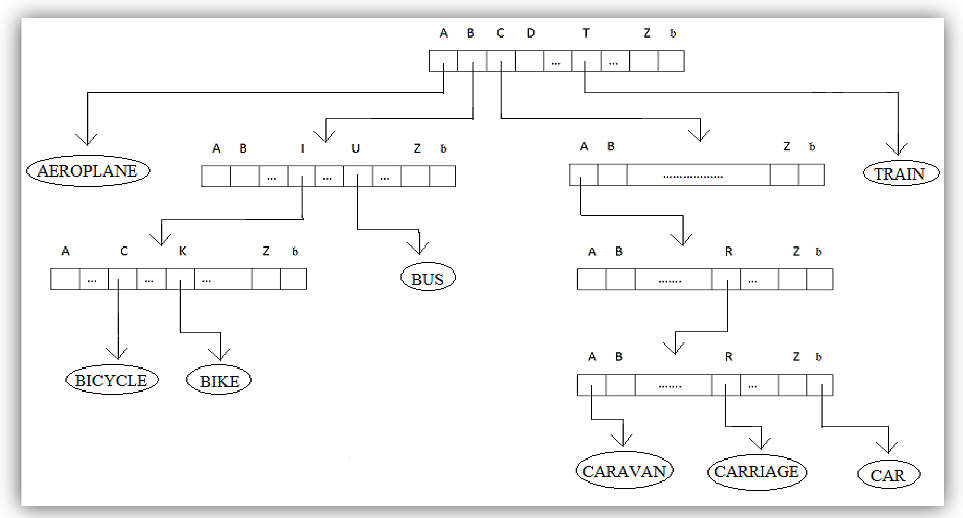 A B C D T Z b
... ...
AEROPLANE
A B I U Z b
... ... ...
A B Z b
..................
TRAIN
A C K Z b
... ... ...
BUS
A B R Z b
....... ...
BICYCLE
BIKE
A B R Z b
....... ...
CARAVAN
CARRIAGE
CAR